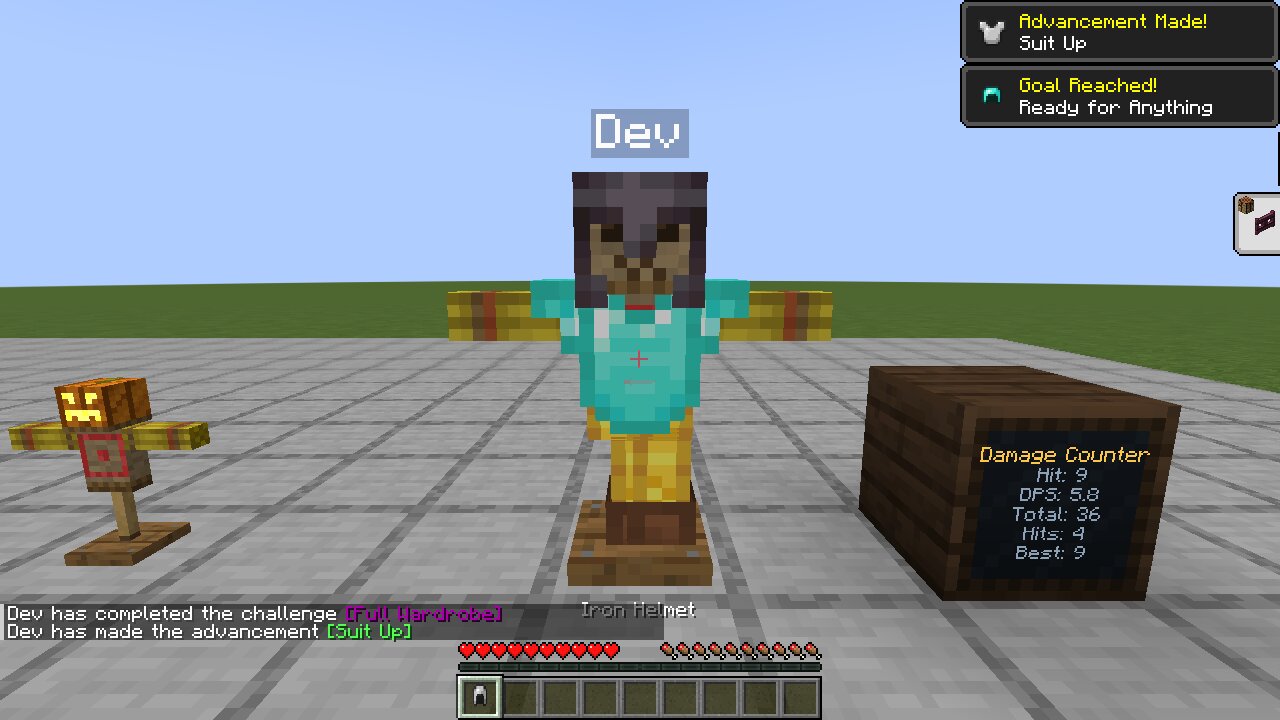 Advancement Made!
Suit Up
Goal Reached!
Ready for Anything
Dev
Damage Counter
Hit: 9
DPS: 5.8
Total: 36
Hits: 4
Best: 9
Dev has completed the challenge [Full Wardrobe]
Dev has made the advancement [Suit Up]
Iron Helmet